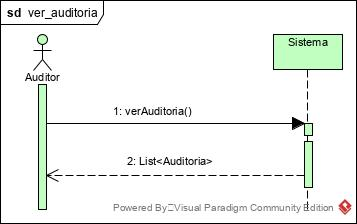 sd ver_auditoria
Sistema
Auditor
1: verAuditoria()
2: List<Auditoria>
Powered By Visual Paradigm Community Edition